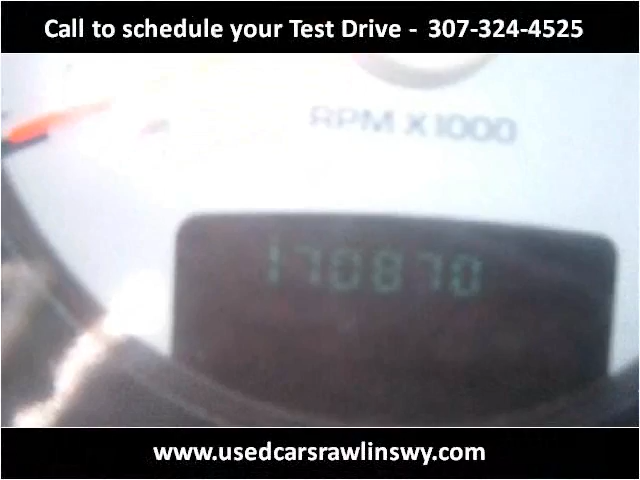 Call to schedule your Test Drive - 307-324-4525
RPM X 1000
170870
www.usedcarsrawlinswy.com